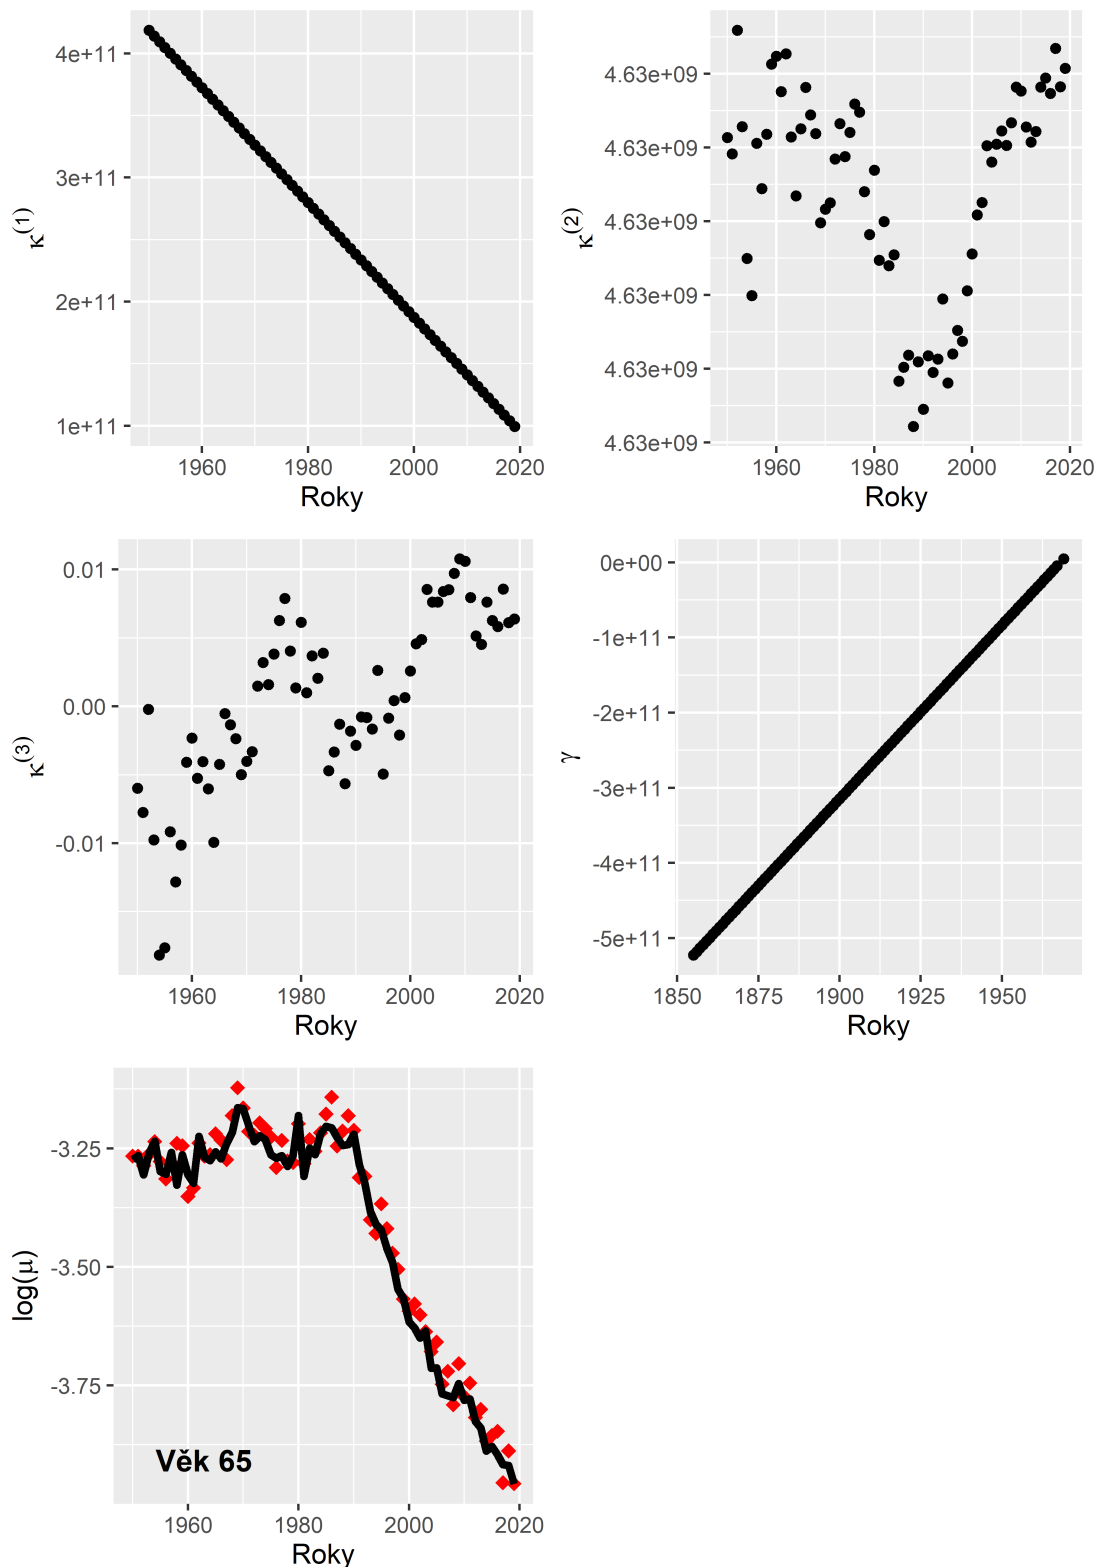 4e+11
3e+11
2e+11
1e+11
κ(1)
1960 1980 2000 2020
Roky
4.63e+09
4.63e+09
4.63e+09
4.63e+09
4.63e+09
4.63e+09
κ(2)
1960 1980 2000 2020
Roky
0.01
0.00
-0.01
κ(3)
1960 1980 2000 2020
Roky
0e+00
-1e+11
-2e+11
-3e+11
-4e+11
-5e+11
γ
1850 1875 1900 1925 1950
Roky
-3.25
-3.50
-3.75
log(μ)
Věk 65
1960 1980 2000 2020
Roky